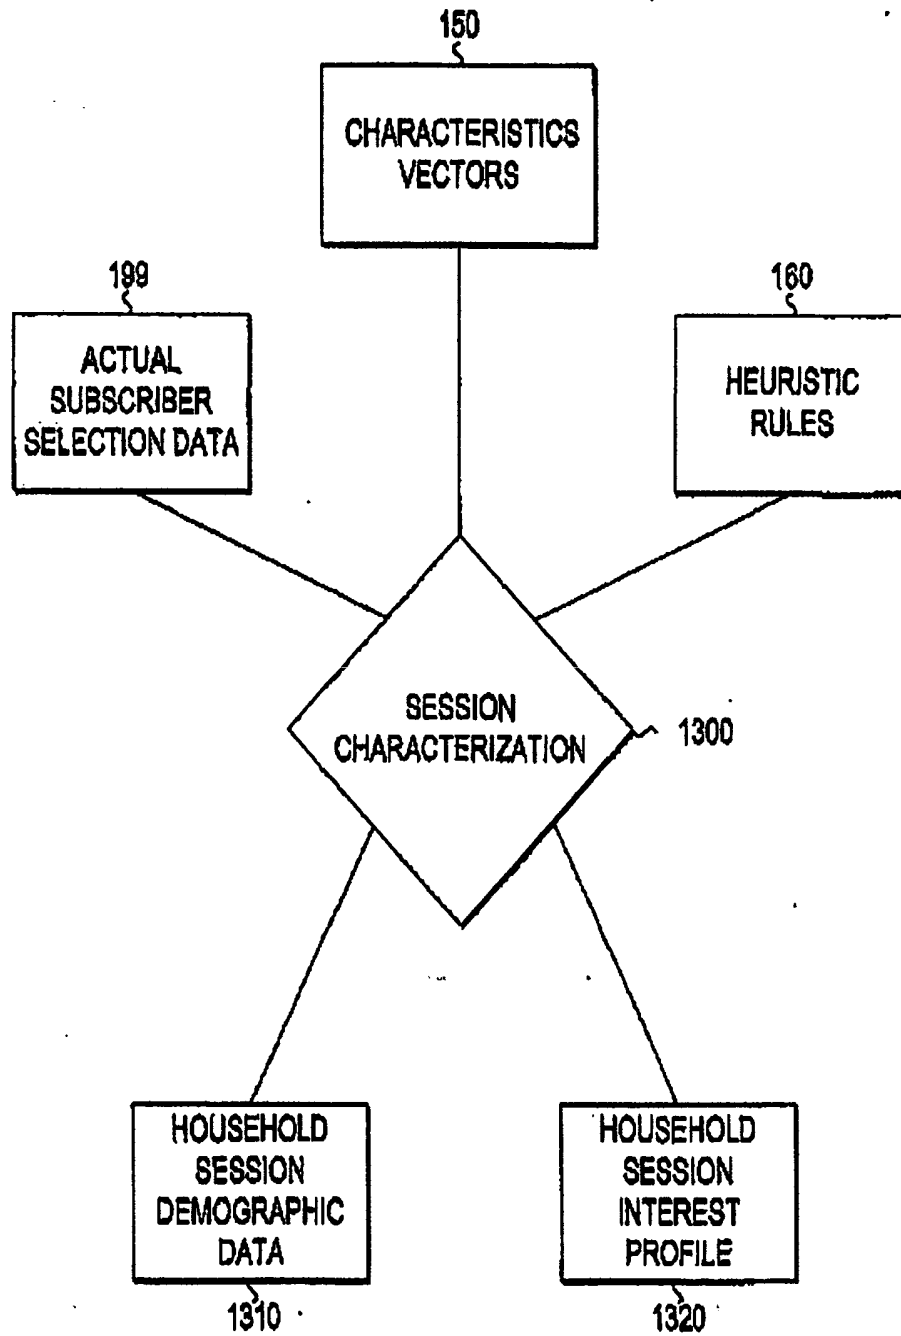 150
CHARACTERISTICS
VECTORS
199
ACTUAL
SUBSCRIBER
SELECTION DATA
160
HEURISTIC
RULES
SESSION
CHARACTERIZATION
1300
HOUSEHOLD
SESSION
DEMOGRAPHIC
DATA
1310
HOUSEHOLD
SESSION
INTEREST
PROFILE
1320